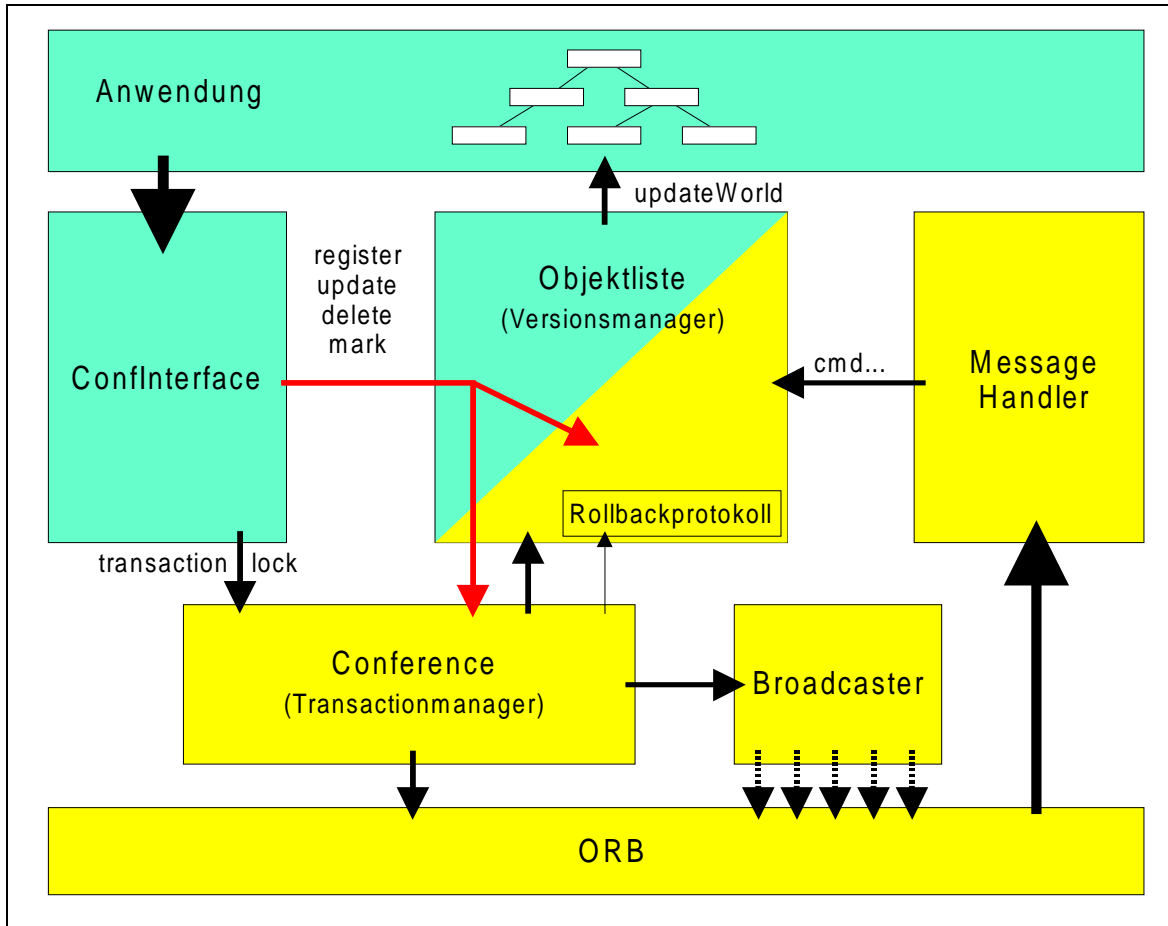 Anwendung
updateWorld
register
update
delete
mark
Objektliste
(Versionsmanager)
ConfInterface
cmd...
Message
Handler
Rollbackprotokoll
transaction lock
Conference
(Transactionmanager)
Broadcaster
ORB